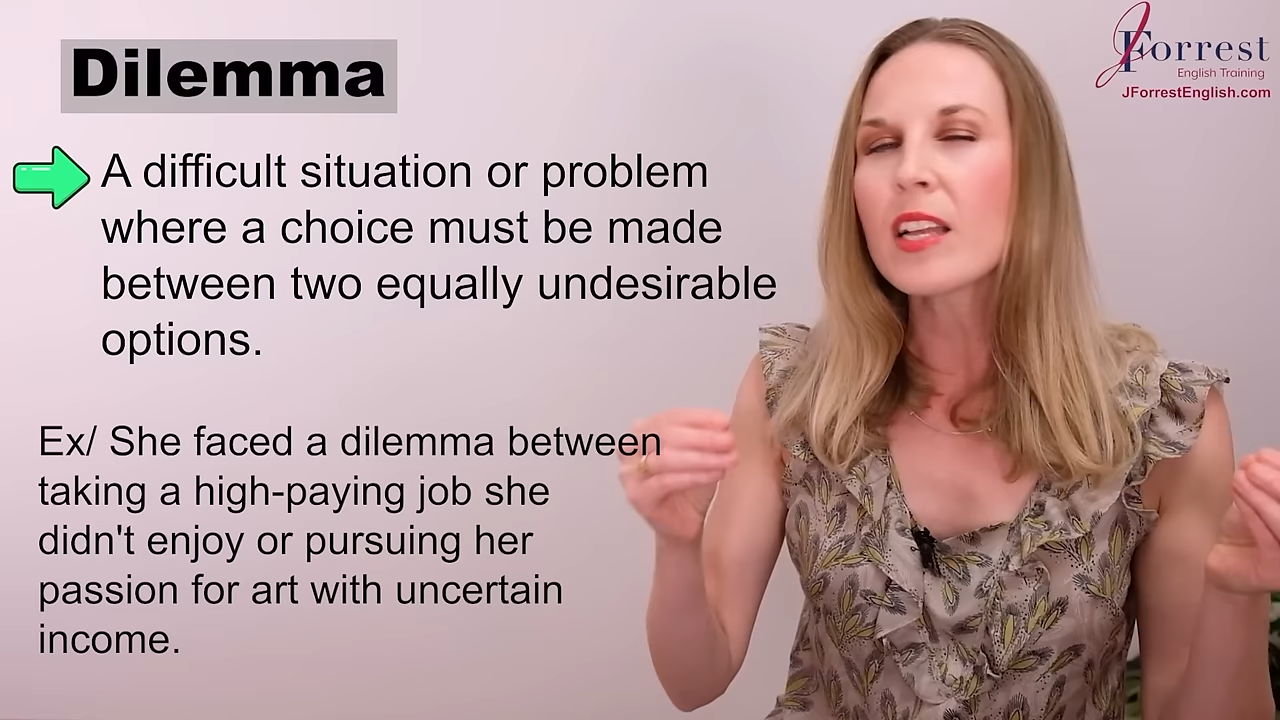 Dilemma
A difficult situation or problem
where a choice must be made
between two equally undesirable
options.
Ex/ She faced a dilemma between
taking a high-paying job she
didn't enjoy or pursuing her
passion for art with uncertain
income.
JForrest
English Training
JForrestEnglish.com